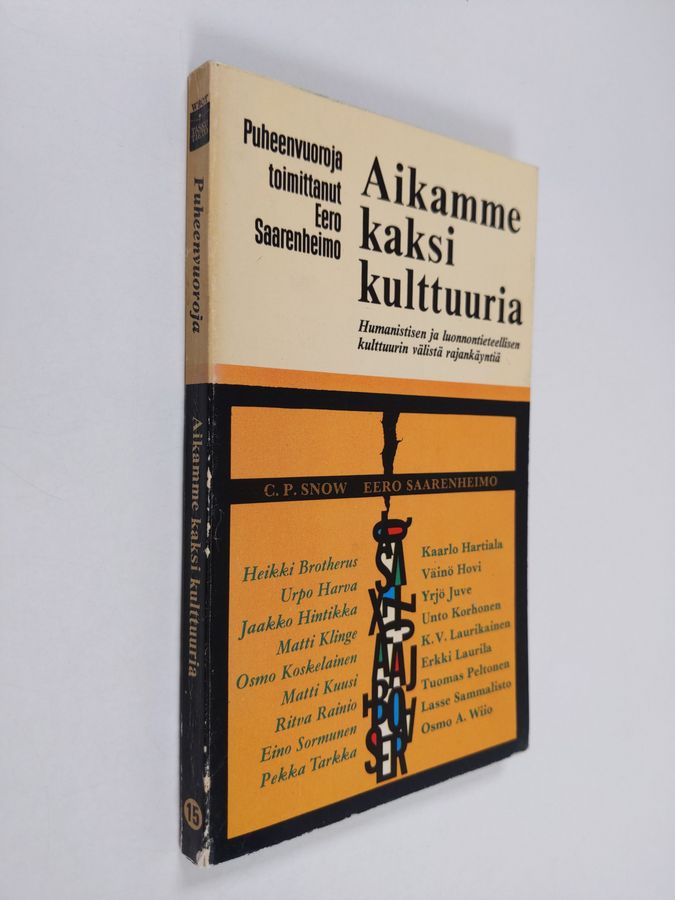 Puheenvuoroja
toimittanut
Eero
Saarenheimo
Aikamme
kaksi
kulttuuria
Humanistisen ja luonnontieteellisen
kulttuurin välistä rajankäyntiä
C. P. SNOW EERO SAARENHEIMO
Heikki Brotherus
Urpo Harva
Jaakko Hintikka
Matti Klinge
Osmo Koskelainen
Matti Kuusi
Ritva Rainio
Eino Sormunen
Pekka Tarkka
Kaarlo Hartiala
Väinö Hovi
Yrjö Juve
Unto Korhonen
K.V. Laurikainen
Erkki Laurila
Tuomas Peltonen
Lasse Sammalisto
Osmo A. Wiio
Puheenvuoroja
Aikamme kaksi kulttuuria
15